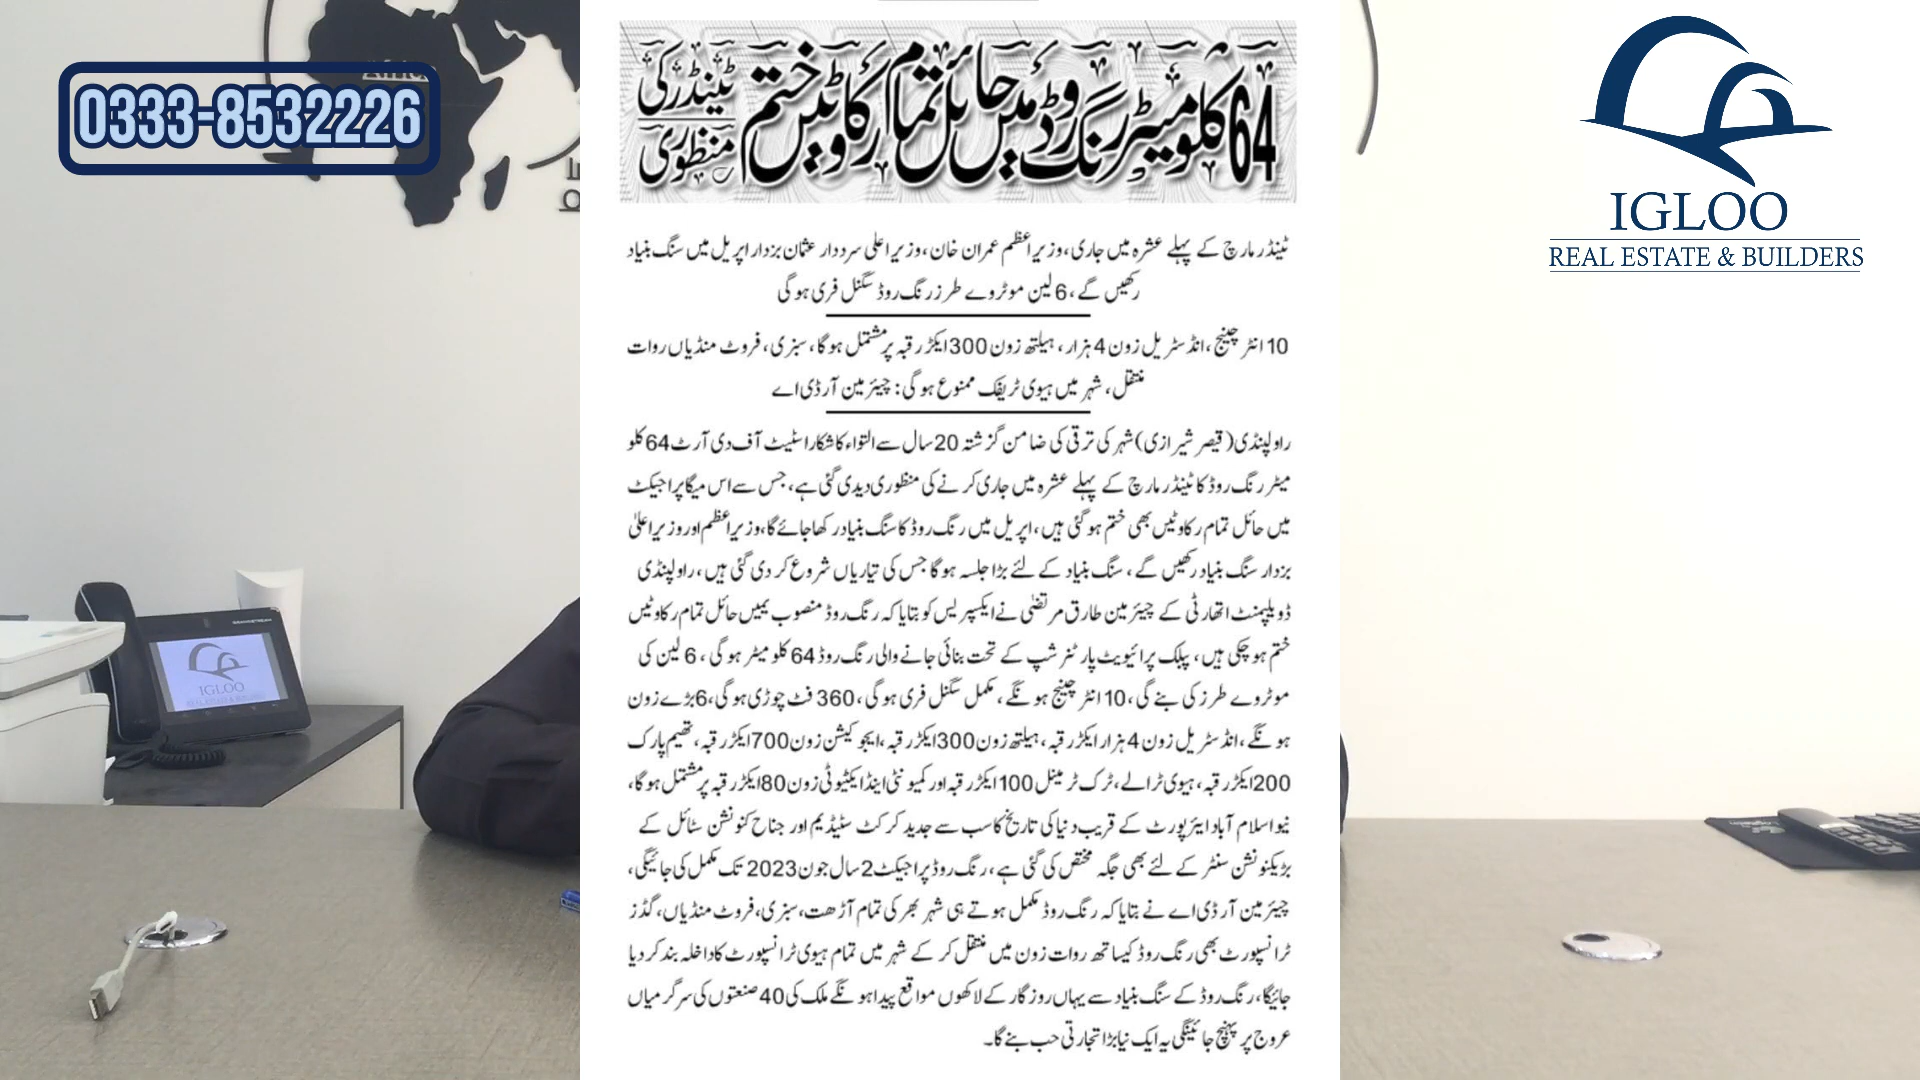 0333-8532226
Africa
IGLOO
REAL ESTATE & BUILDERS
64 کلومیٹر رنگ روڈ میں حائل تمام رکاوٹیں ختم
ٹینڈر کی
منظوری
ٹینڈر مارچ کے پہلے عشرہ میں جاری، وزیراعظم عمران خان، وزیراعلی سرددار عثمان بزدار اپریل میں سنگ بنیاد
رکھیں گے، 6 لین موٹروے طرز رنگ روڈ سگنل فری ہو گی
10 انٹر چینج، انڈسٹریل زون 4 ہزار، ہیلتھ زون 300 ایکڑ رقبہ پر مشتمل ہو گا، سبزی، فروٹ منڈیاں روات
منتقل، شہر میں ہیوی ٹریفک ممنوع ہو گی: چیئرمین آر ڈی اے
راولپنڈی (قیصر شیرازی) شہر کی ترقی کی ضامن گزشتہ 20 سال سے التواء کا شکار اسٹیٹ آف دی آرٹ 64 کلو
میٹر رنگ روڈ کا ٹینڈر مارچ کے پہلے عشرہ میں جاری کرنے کی منظوری دیدی گئی ہے، جس سے اس میگا پراجیکٹ
میں حائل تمام رکاوٹیں بھی ختم ہو گئی ہیں، اپریل میں رنگ روڈ کا سنگ بنیاد رکھا جائے گا، وزیراعظم اور وزیراعلیٰ
بزدار سنگ بنیاد رکھیں گے، سنگ بنیاد کے لئے بڑا جلسہ ہو گا جس کی تیاریاں شروع کر دی گئی ہیں، راولپنڈی
ڈویلپمنٹ اتھارٹی کے چیئرمین طارق مرتضیٰ نے ایکسپریس کو بتایا کہ رنگ روڈ منصوبہ یمیں حائل تمام رکاوٹیں
ختم ہو چکی ہیں، پبلک پرائیویٹ پارٹنر شپ کے تحت بنائی جانے والی رنگ روڈ 64 کلو میٹر ہو گی، 6 لین کی
موٹروے طرز کی بنے گی، 10 انٹر چینج ہونگے، مکمل سگنل فری ہو گی، 360 فٹ چوڑی ہو گی، 6 بڑے زون
ہونگے، انڈسٹریل زون 4 ہزار ایکڑ رقبہ، ہیلتھ زون 300 ایکڑ رقبہ، ایجوکیشن زون 700 ایکڑ رقبہ، تھیم پارک
200 ایکڑ رقبہ، ہیوی ٹرالے، ٹرک ٹرمینل 100 ایکڑ رقبہ اور کمیونٹی اینڈ ایکٹیوٹی زون 80 ایکڑ رقبہ پر مشتمل ہو گا،
نیو اسلام آباد ایئرپورٹ کے قریب دنیا کی تاریخ کا سب سے جدید کرکٹ سٹیڈیم اور جناح کنونشن سٹائل کے
بڑیکنونشن سنٹر کے لئے بھی جگہ مختص کی گئی ہے، رنگ روڈ پراجیکٹ 2 سال جون 2023 تک مکمل کی جائیگی،
چیئرمین آر ڈی اے نے بتایا کہ رنگ روڈ مکمل ہوتے ہی شہر بھر کی تمام آڑھت، سبزی، فروٹ منڈیاں، گڈز
ٹرانسپورٹ بھی رنگ روڈ کیساتھ روات زون میں منتقل کر کے شہر میں تمام ہیوی ٹرانسپورٹ کا داخلہ بند کر دیا
جائیگا، رنگ روڈ کے سنگ بنیاد سے یہاں روزگار کے لاکھوں مواقع پیدا ہونگے ملک کی 40 صنعتوں کی سرگرمیاں
عروج پر پہنچ جائینگی یہ ایک نیا بڑا تجارتی حب بنے گا۔
IGLOO